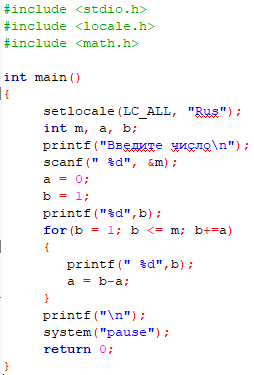 #include <stdio.h>
#include <locale.h>
#include <math.h>
int main()
{
setlocale(LC_ALL, "Rus");
int m, a, b;
printf("Введите число\n");
scanf(" %d", &m);
a = 0;
b = 1;
printf("%d",b);
for(b = 1; b <= m; b+=a)
{
printf(" %d",b);
a = b-a;
}
printf("\n");
system("pause");
return 0;
}